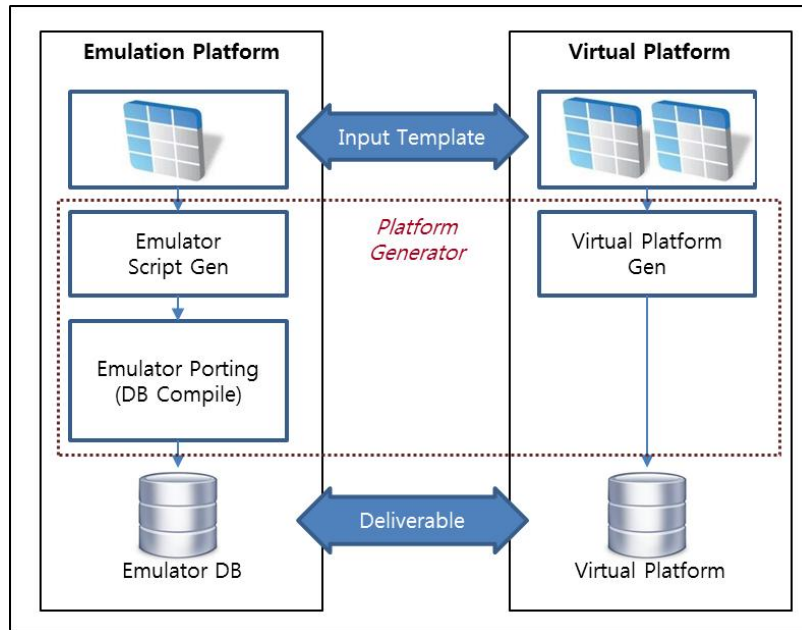 Emulation Platform
Virtual Platform
Input Template
Platform
Generator
Emulator
Script Gen
Virtual Platform
Gen
Emulator Porting
(DB Compile)
Deliverable
Emulator DB
Virtual Platform